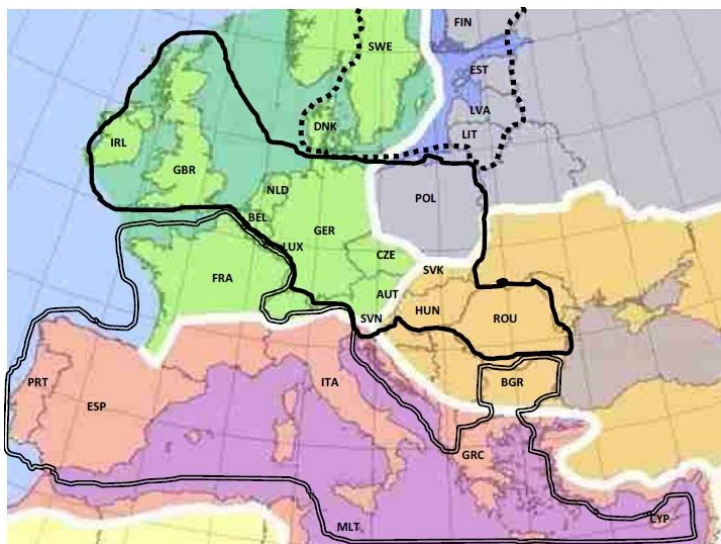 FIN
SWE
EST
LVA
DNK
LIT
IRL
GBR
NLD
POL
BEL
GER
LUX
CZE
FRA
SVK
AUT
HUN
SVN
ROU
PRT
ITA
BGR
ESP
GRC
MLT
CYP